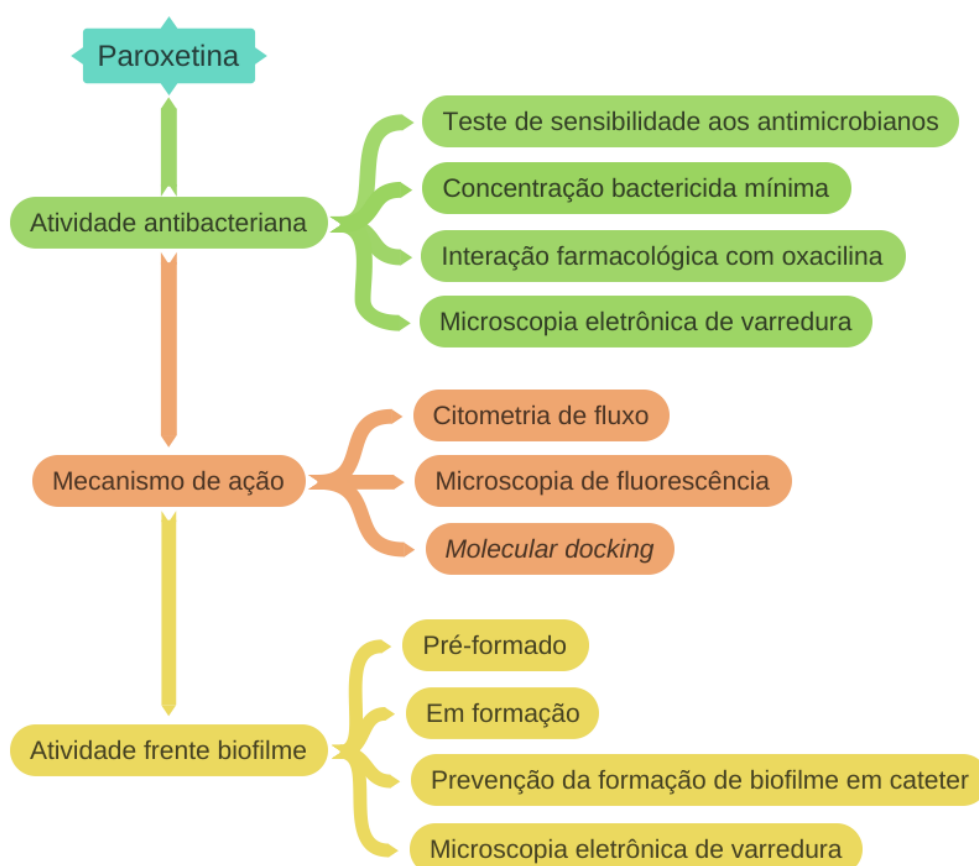 Paroxetina
Atividade antibacteriana
Teste de sensibilidade aos antimicrobianos
Concentração bactericida mínima
Interação farmacológica com oxacilina
Microscopia eletrônica de varredura
Mecanismo de ação
Citometria de fluxo
Microscopia de fluorescência
Molecular docking
Atividade frente biofilme
Pré-formado
Em formação
Prevenção da formação de biofilme em cateter
Microscopia eletrônica de varredura